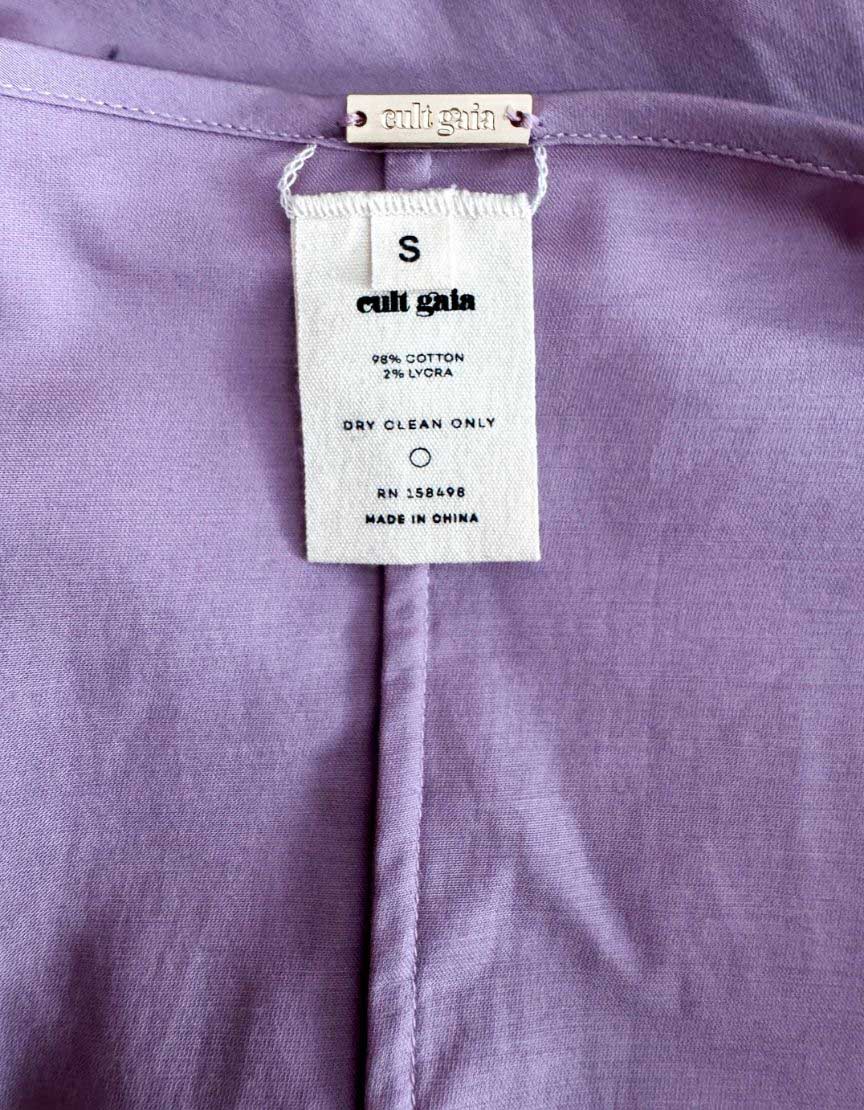 cult gaia
S
cult gaia
98% COTTON
2% LYCRA
DRY CLEAN ONLY
RN 158498
MADE IN CHINA